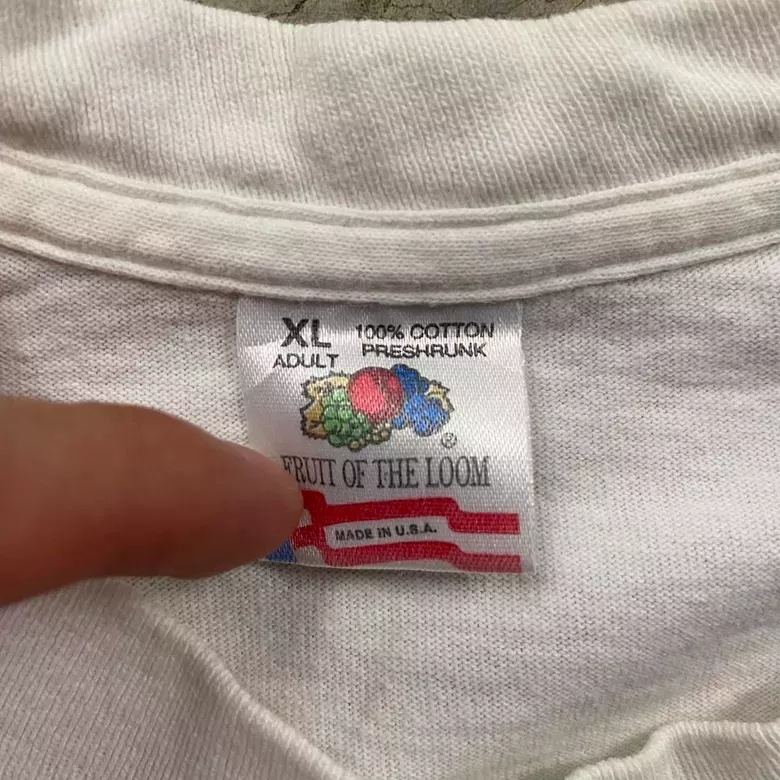 XL 100% COTTON
ADULT PRESHRUNK
®
FRUIT OF THE LOOM
MADE IN U.S.A.